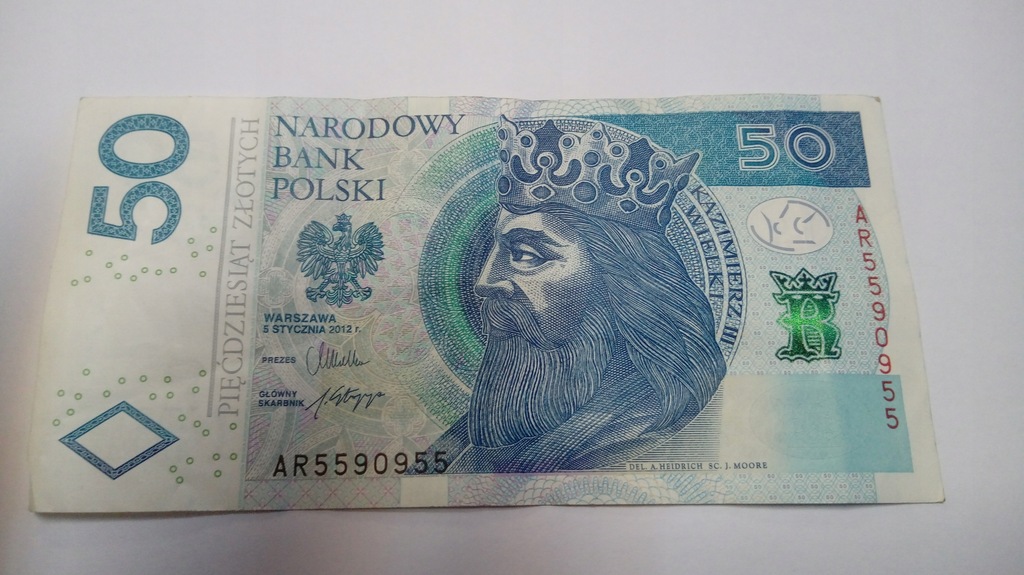 50
PIĘĆDZIESIĄT ZŁOTYCH
NARODOWY
BANK
POLSKI
WARSZAWA
5 STYCZNIA 2012 r.
PREZES
GŁÓWNY
SKARBNIK
AR5590955
KAZIMIERZ III
WIELKI
50
AR5590955
DEL. A. HEIDRICH SC. J. MOORE